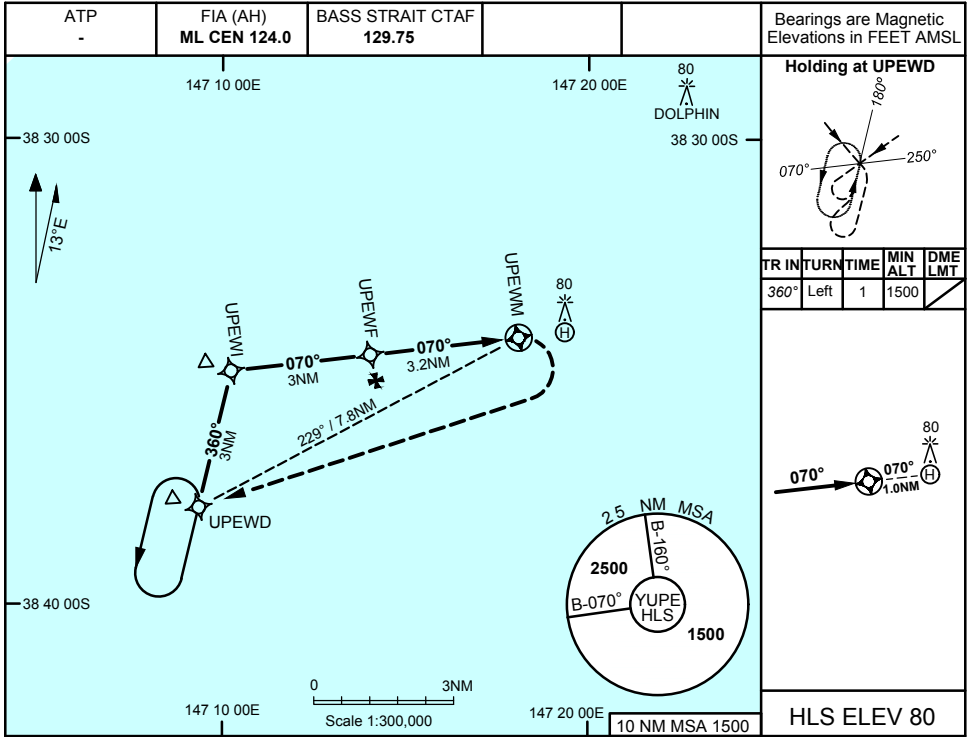 ATP
-
FIA (AH)
ML CEN 124.0
BASS STRAIT CTAF
129.75
Bearings are Magnetic
Elevations in FEET AMSL
147 10 00E
147 20 00E
80
DOLPHIN
38 30 00S
38 30 00S
13°E
UPEWI
UPEWF
UPEWM
80
H
070°
3NM
070°
3.2NM
360°
3NM
229° / 7.8NM
UPEWD
38 40 00S
25 NM MSA
B-160°
2500
B-070°
YUPE
HLS
1500
0
3NM
Scale 1:300,000
147 10 00E
147 20 00E
10 NM MSA 1500
Holding at UPEWD
180°
070°
250°
TR IN TURN TIME MIN ALT DME LMT
360° Left 1 1500
80
070°
070°
1.0NM
H
HLS ELEV 80